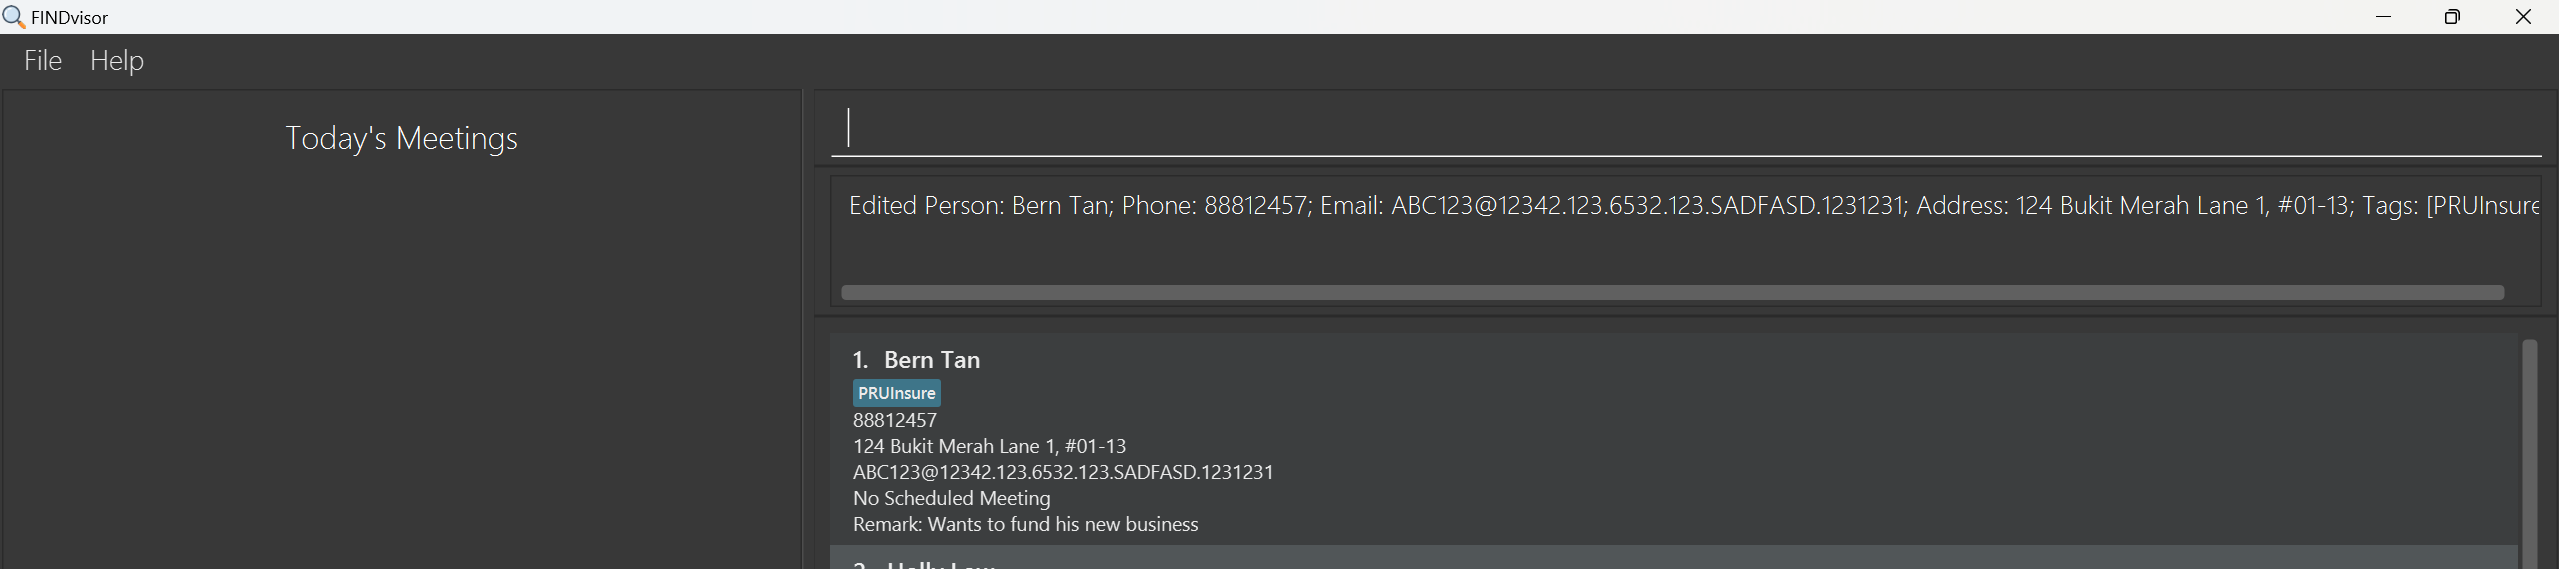 FINDvisor
File Help
Today's Meetings
Edited Person: Bern Tan; Phone: 88812457; Email: ABC123@12342.123.6532.123.SADFASD.1231231; Address: 124 Bukit Merah Lane 1, #01-13; Tags: [PRUInsure
1. Bern Tan
PRUInsure
88812457
124 Bukit Merah Lane 1, #01-13
ABC123@12342.123.6532.123.SADFASD.1231231
No Scheduled Meeting
Remark: Wants to fund his new business